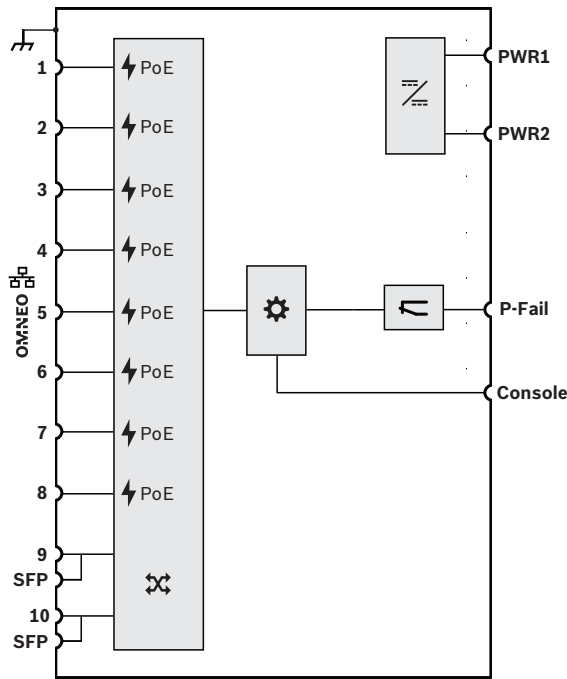 1 PoE
2 PoE
3 PoE
4 PoE
5 PoE
6 PoE
7 PoE
8 PoE
9
SFP
10
SFP
OMNEO
PWR1
PWR2
P-Fail
Console